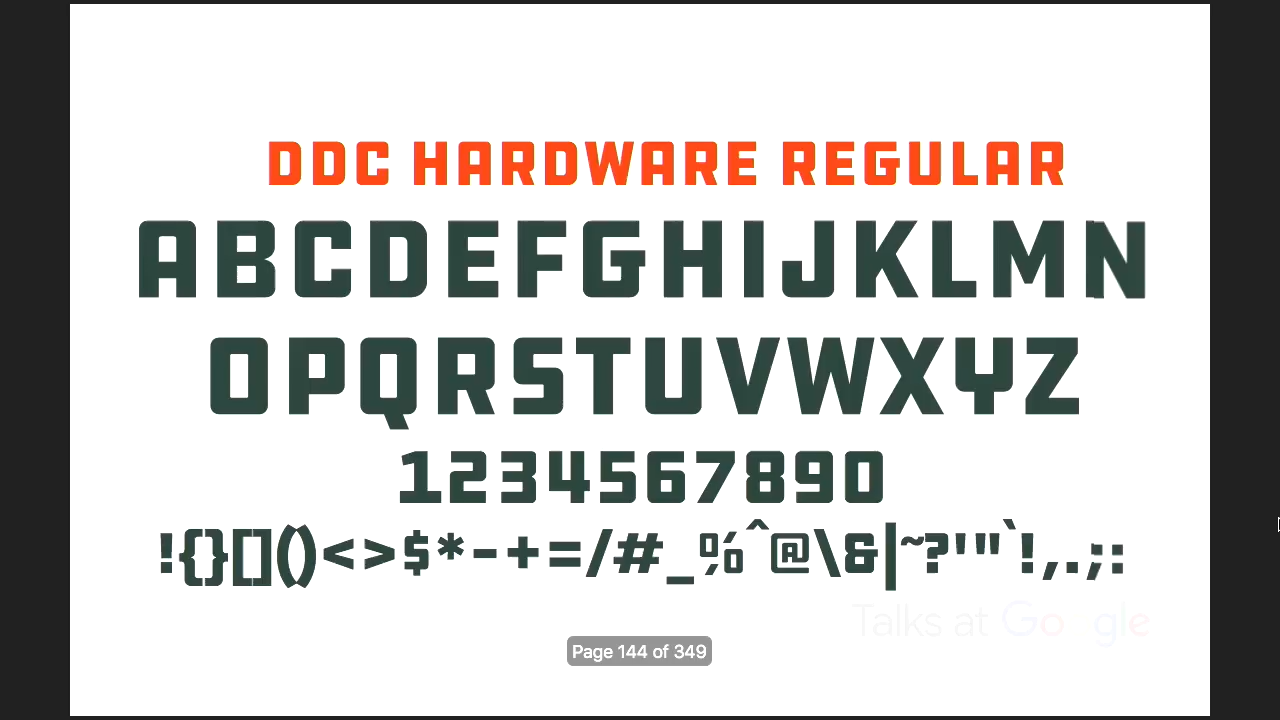 DDC HARDWARE REGULAR
ABCDEFGHIJKLMN
OPQRSTUVWXYZ
1234567890
!{}[]()<>$*-+=/#_%^@\&|~?'"`!,.;:
Talks at Google
Page 144 of 349